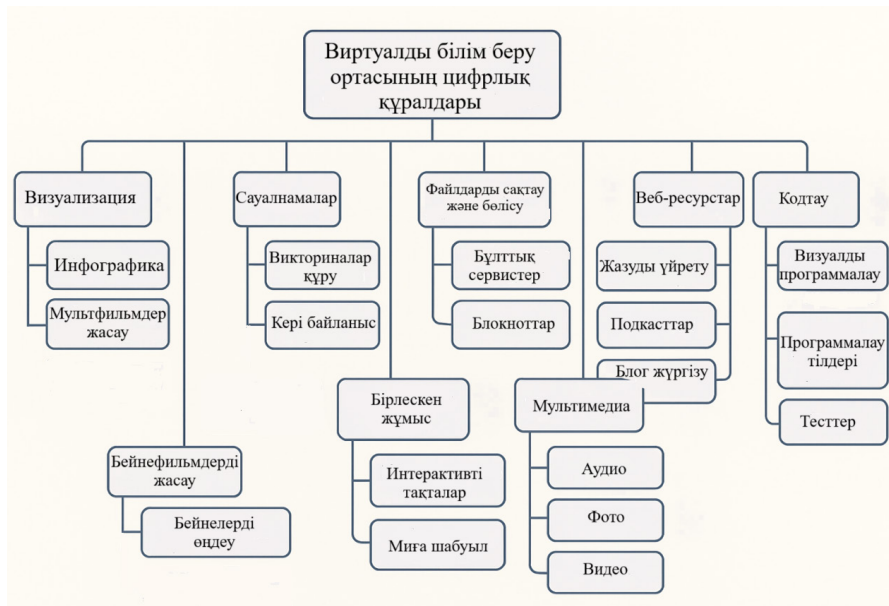 Виртуалды білім беру
ортасының цифрлық
құралдары
Визуализация
Инфографика
Мультфильмдер
жасау
Бейнефильмдерді
жасау
Бейнелерді
өңдеу
Сауалнамалар
Викториналар
құру
Кері байланыс
Бірлескен
жұмыс
Интерактивті
тақталар
Миға шабуыл
Файлдарды сақтау
және бөлісу
Бұлттық
сервистер
Блокноттар
Мультимедиа
Аудио
Фото
Видео
Веб-ресурстар
Жазуды үйрету
Подкасттар
Блог жүргізу
Кодтау
Визуалды
программалау
Программалау
тілдері
Тесттер